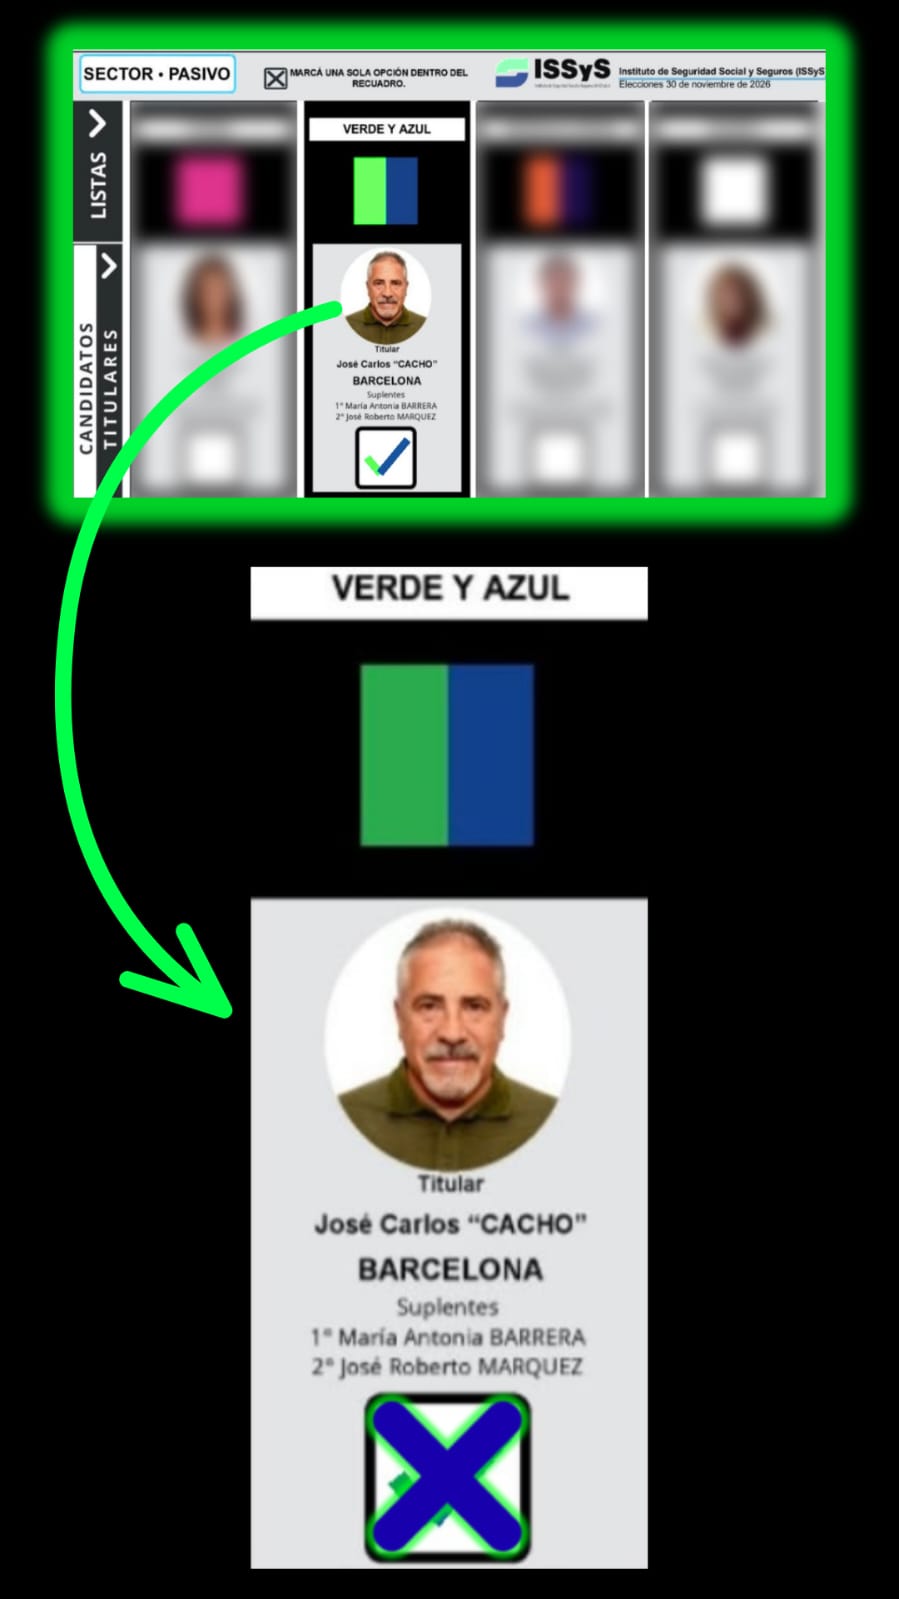 SECTOR • PASIVO
MARCÁ UNA SOLA OPCIÓN DENTRO DEL
RECUADRO.
ISSyS
Instituto de Seguridad Social y Seguros (ISSyS
Elecciones 30 de noviembre de 2026
LISTAS
CANDIDATOS
TITULARES
VERDE Y AZUL
Titular
José Carlos “CACHO”
BARCELONA
Suplentes
1° María Antonia BARRERA
2° José Roberto MARQUEZ
VERDE Y AZUL
Titular
José Carlos “CACHO”
BARCELONA
Suplentes
1° María Antonia BARRERA
2° José Roberto MARQUEZ